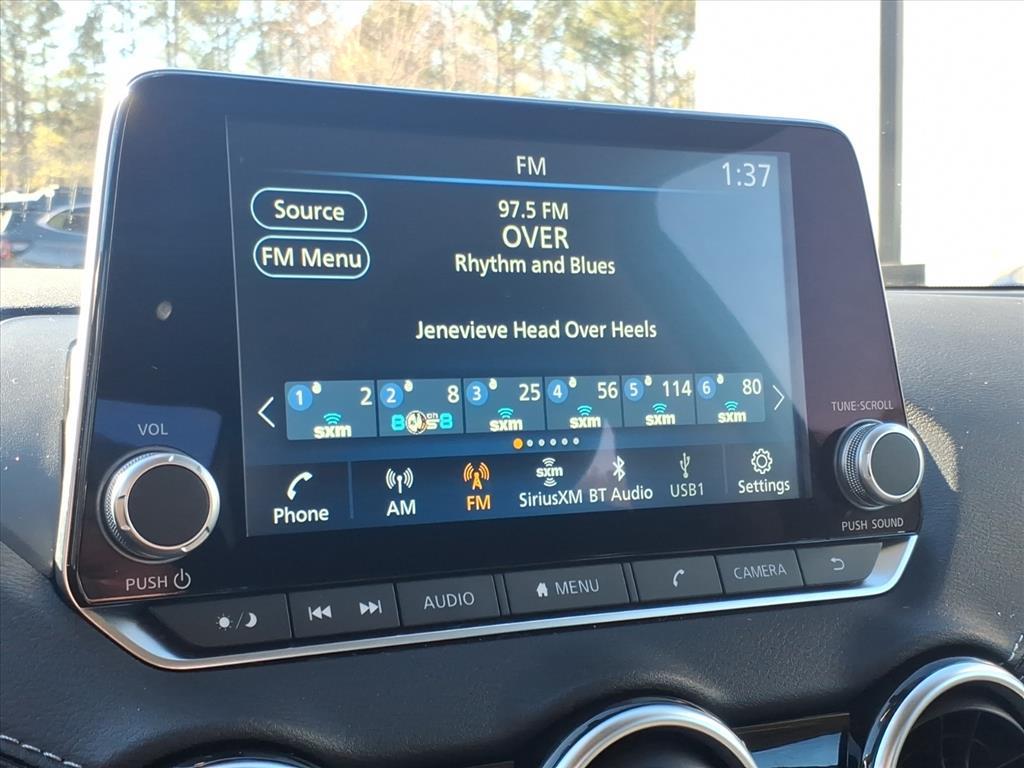 FM
1:37
Source
FM Menu
97.5 FM
OVER
Rhythm and Blues
Jenevieve Head Over Heels
1 2 2 8 3 25 4 56 5 114 6 80
sxm 80s8 sxm sxm sxm sxm
sxm
Phone AM FM SiriusXM BT Audio USB1 Settings
VOL
PUSH
TUNE·SCROLL
PUSH SOUND
AUDIO MENU CAMERA